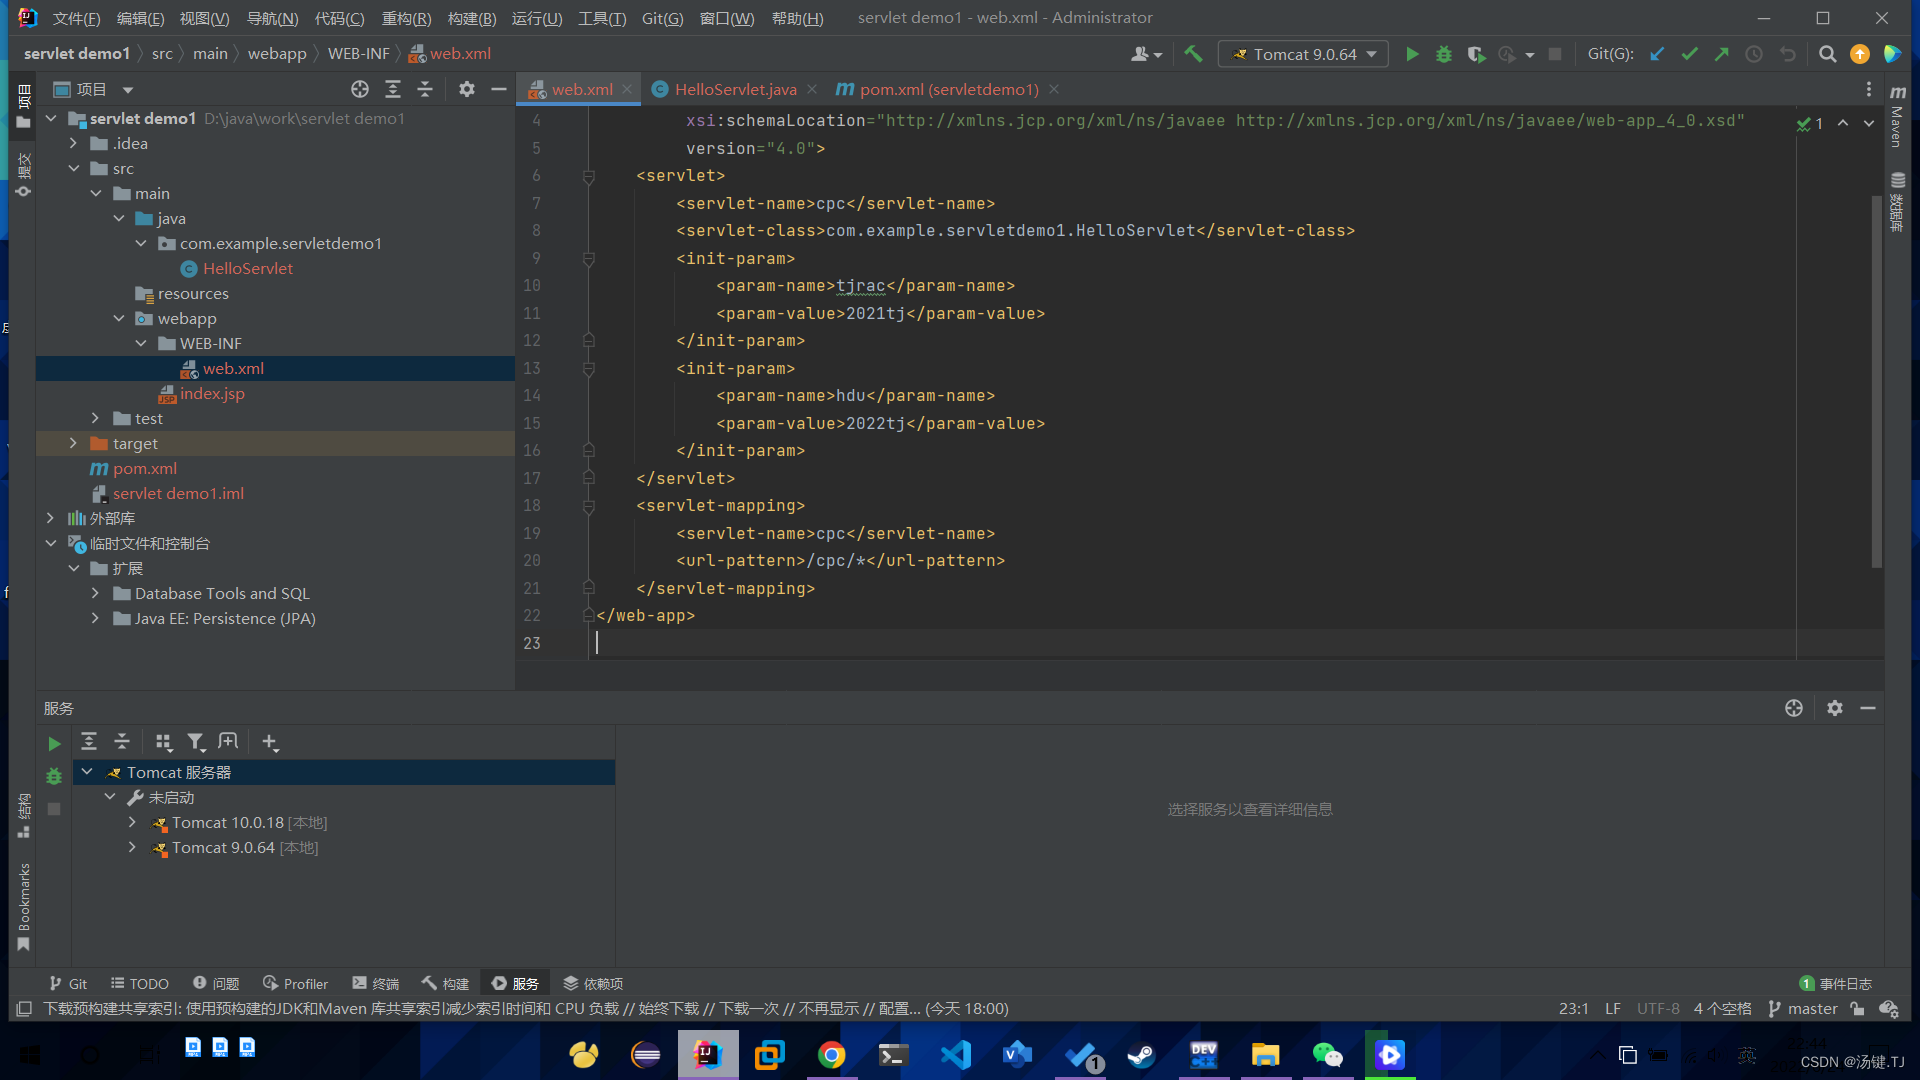 文件(F) 编辑(E) 视图(V) 导航(N) 代码(C) 重构(R) 构建(B) 运行(U) 工具(T) Git(G) 窗口(W) 帮助(H) servlet demo1 - web.xml - Administrator
servlet demo1 src main webapp WEB-INF web.xml Tomcat 9.0.64 Git(G):
项目 web.xml HelloServlet.java pom.xml (servletdemo1)
项目
提交
结构
Bookmarks
servlet demo1 D:\java\work\servlet demo1
.idea
src
main
java
com.example.servletdemo1
HelloServlet
resources
webapp
WEB-INF
web.xml
index.jsp
test
target
pom.xml
servlet demo1.iml
外部库
临时文件和控制台
扩展
Database Tools and SQL
Java EE: Persistence (JPA)
4 xsi:schemaLocation="http://xmlns.jcp.org/xml/ns/javaee http://xmlns.jcp.org/xml/ns/javaee/web-app_4_0.xsd"
5 version="4.0">
6 <servlet>
7 <servlet-name>cpc</servlet-name>
8 <servlet-class>com.example.servletdemo1.HelloServlet</servlet-class>
9 <init-param>
10 <param-name>tjrac</param-name>
11 <param-value>2021tj</param-value>
12 </init-param>
13 <init-param>
14 <param-name>hdu</param-name>
15 <param-value>2022tj</param-value>
16 </init-param>
17 </servlet>
18 <servlet-mapping>
19 <servlet-name>cpc</servlet-name>
20 <url-pattern>/cpc/*</url-pattern>
21 </servlet-mapping>
22 </web-app>
23
1
Maven
数据库
服务
Tomcat 服务器
未启动
Tomcat 10.0.18 [本地]
Tomcat 9.0.64 [本地]
选择服务以查看详细信息
Git TODO 问题 Profiler 终端 构建 服务 依赖项 1 事件日志
下载预构建共享索引: 使用预构建的JDK和Maven 库共享索引减少索引时间和 CPU 负载 // 始终下载 // 下载一次 // 不再显示 // 配置... (今天 18:00) 23:1 LF UTF-8 4 个空格 master
DEV
C++
1
英
22:44
CSDN @汤键.TJ